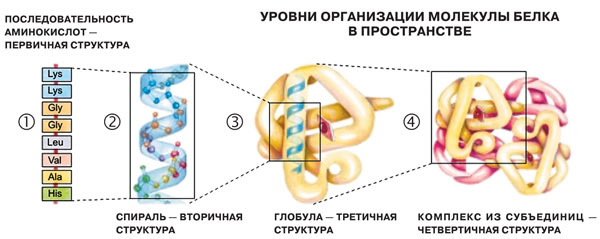 ПОСЛЕДОВАТЕЛЬНОСТЬ
АМИНОКИСЛОТ —
ПЕРВИЧНАЯ СТРУКТУРА
УРОВНИ ОРГАНИЗАЦИИ МОЛЕКУЛЫ БЕЛКА
В ПРОСТРАНСТВЕ
1
Lys
Lys
Gly
Gly
Leu
Val
Ala
His
2
3
4
СПИРАЛЬ — ВТОРИЧНАЯ
СТРУКТУРА
ГЛОБУЛА — ТРЕТИЧНАЯ
СТРУКТУРА
КОМПЛЕКС ИЗ СУБЪЕДИНИЦ —
ЧЕТВЕРТИЧНАЯ СТРУКТУРА